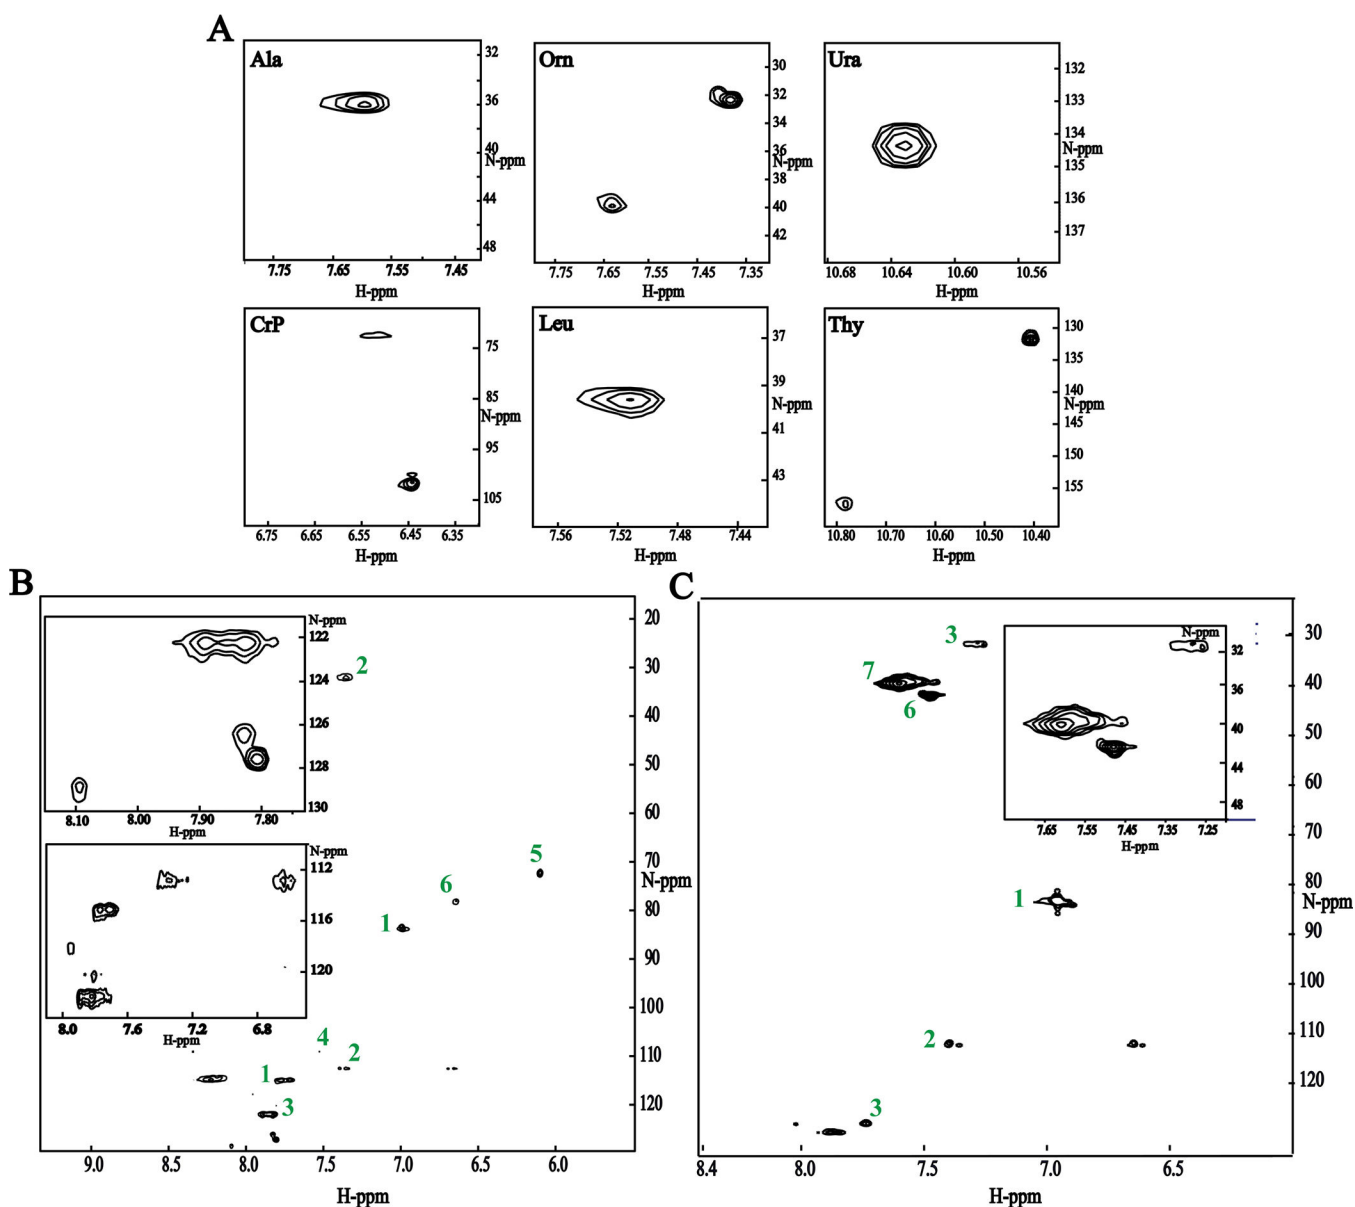 A
Ala
32
36
40
N-ppm
44
48
7.75 7.65 7.55 7.45
H-ppm
Orn
30
32
34
36
N-ppm
38
40
42
7.75 7.65 7.55 7.45 7.35
H-ppm
Ura
132
133
134
N-ppm
135
136
137
10.68 10.64 10.60 10.56
H-ppm
CrP
75
85
N-ppm
95
105
6.75 6.65 6.55 6.45 6.35
H-ppm
Leu
37
39
N-ppm
41
43
7.56 7.52 7.48 7.44
H-ppm
Thy
130
135
140
N-ppm
145
150
155
10.80 10.70 10.60 10.50 10.40
H-ppm
B
N-ppm
122
124
126
128
130
8.10 8.00 7.90 7.80
H-ppm
N-ppm
112
116
120
8.0 7.6 7.2 6.8
H-ppm
2
5
6
1
4
2
1
3
20
30
40
50
60
70
N-ppm
80
90
100
110
120
9.0 8.5 8.0 7.5 7.0 6.5 6.0
H-ppm
C
3
7
6
N-ppm
32
36
40
44
48
7.65 7.55 7.45 7.35 7.25
H-ppm
1
2
3
30
40
50
60
70
80
N-ppm
90
100
110
120
8.4 8.0 7.5 7.0 6.5
H-ppm